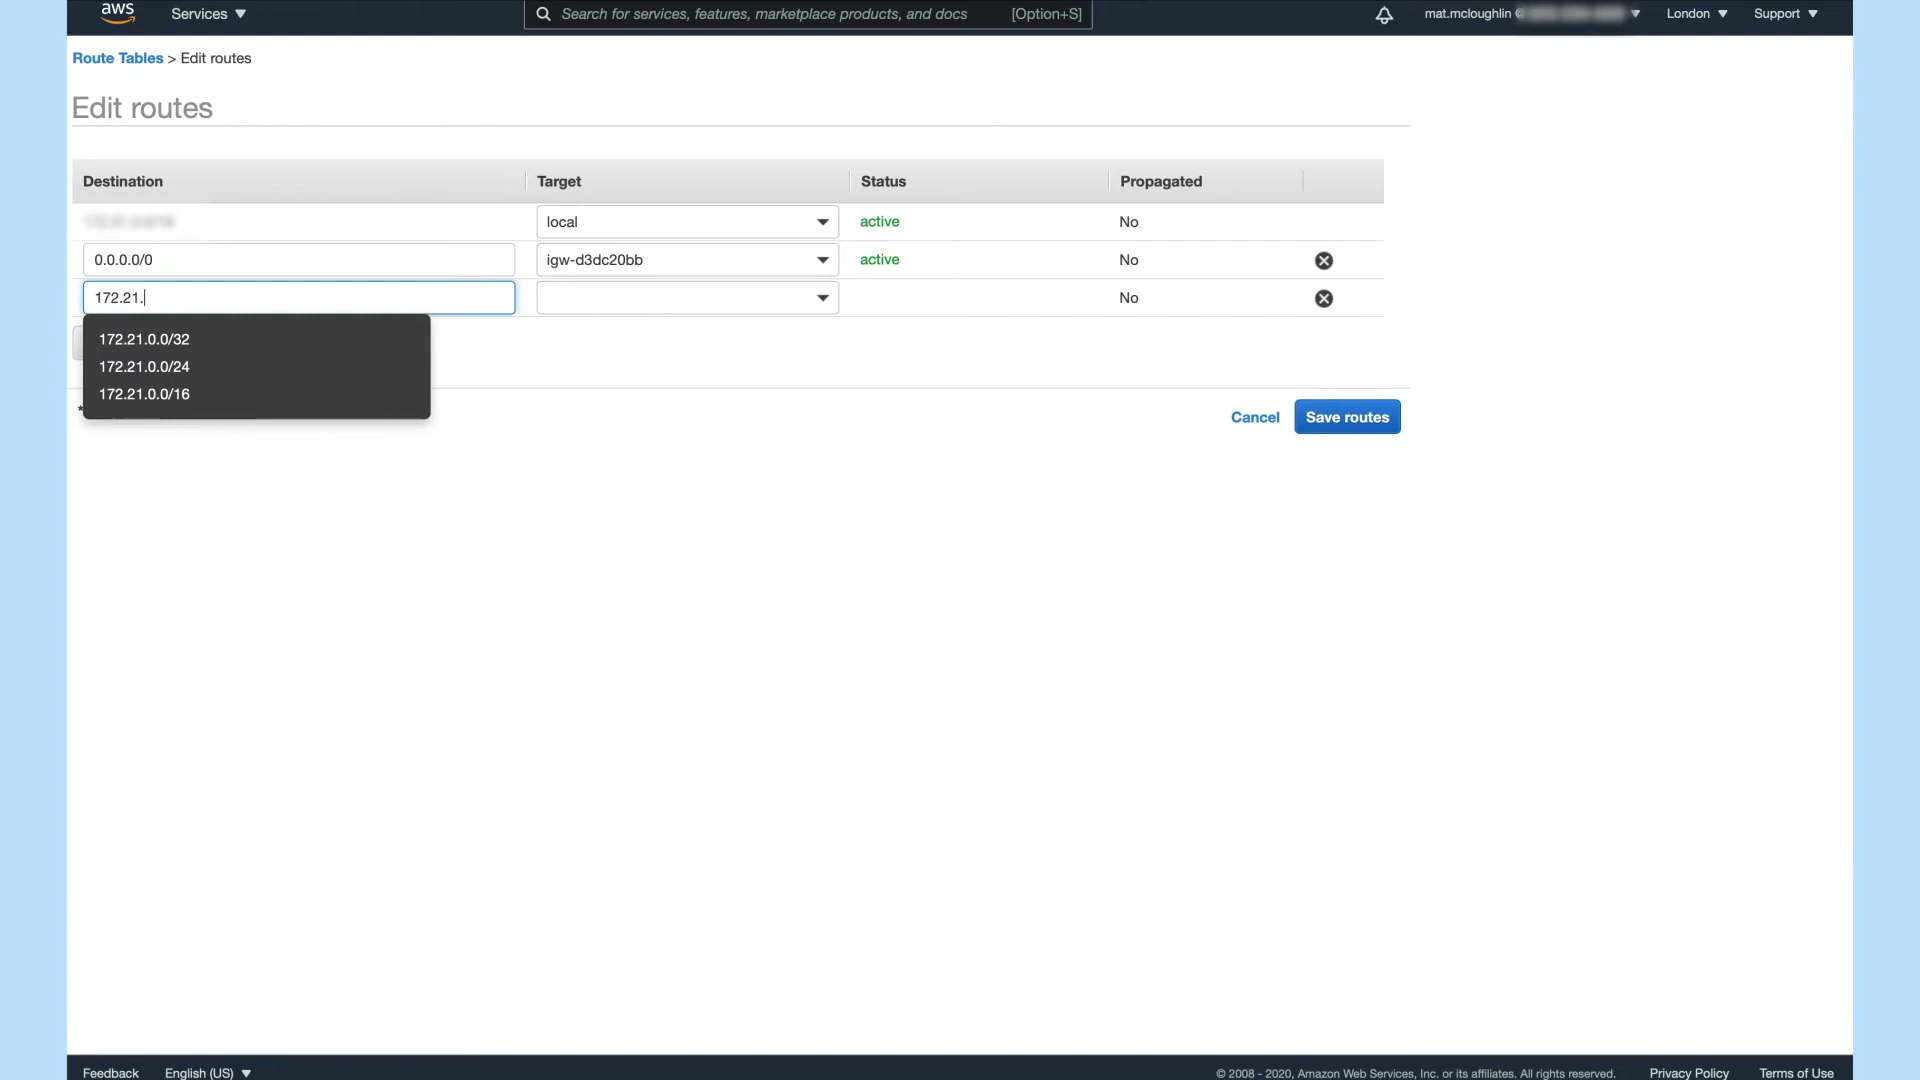 aws Services Search for services, features, marketplace products, and docs [Option+S] mat.mcloughlin @ London Support
Route Tables > Edit routes
Edit routes
Destination Target Status Propagated
local active No
0.0.0.0/0 igw-d3dc20bb active No
172.21. No
172.21.0.0/32
172.21.0.0/24
172.21.0.0/16
* Cancel Save routes
Feedback English (US) © 2008 - 2020, Amazon Web Services, Inc. or its affiliates. All rights reserved. Privacy Policy Terms of Use